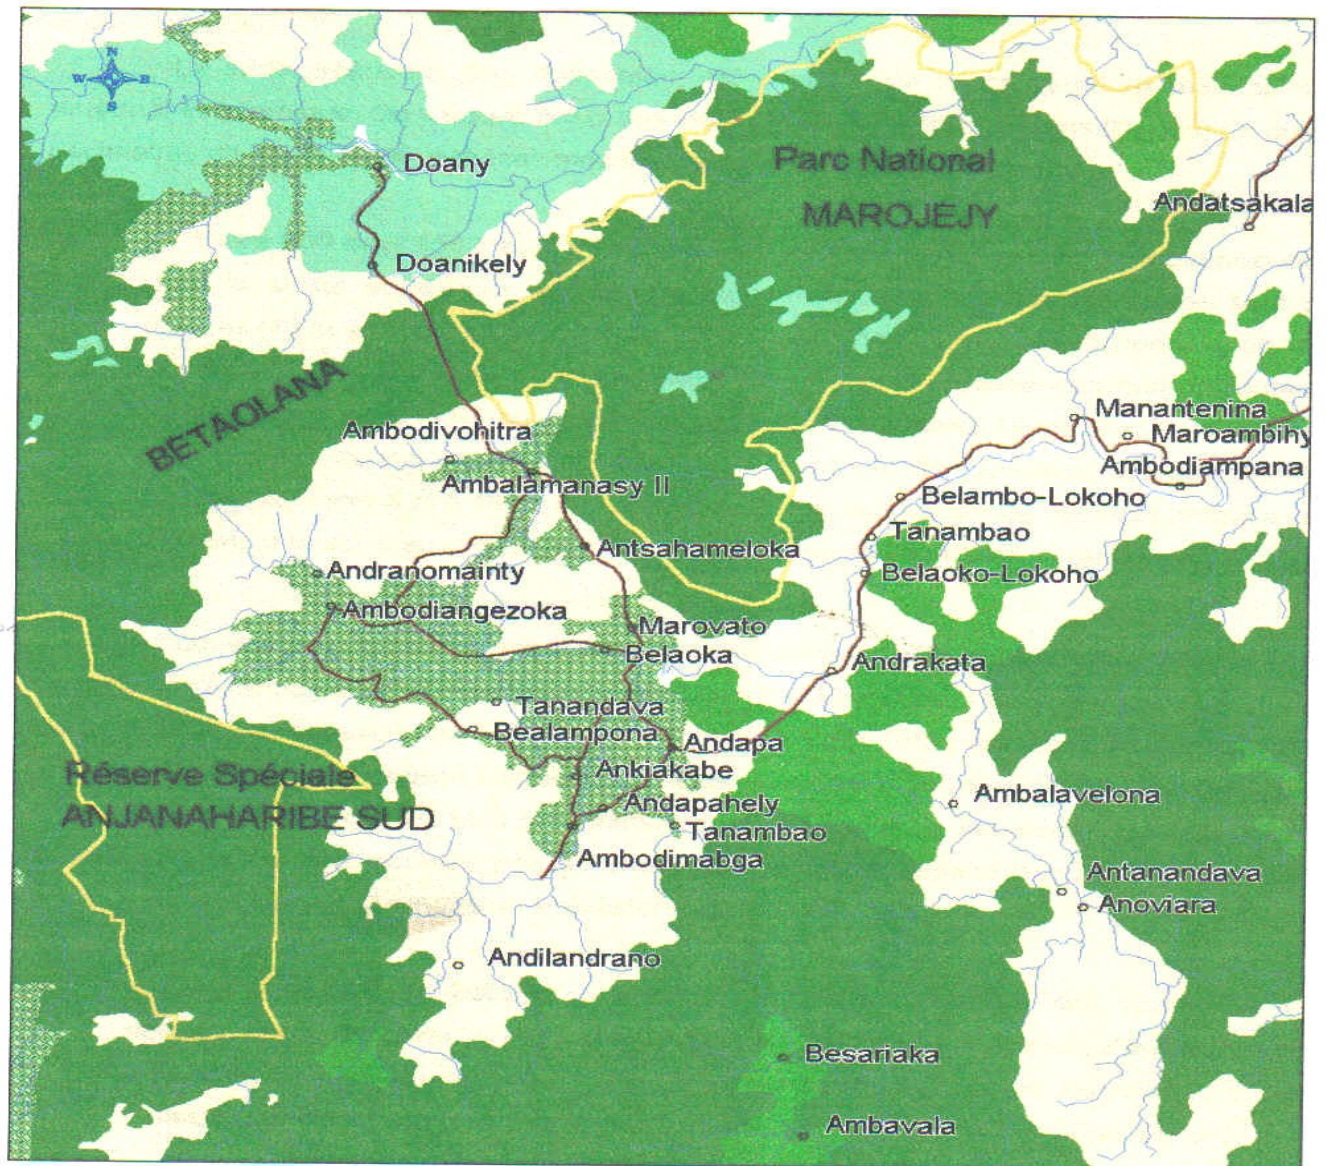 N
W E
S
Doany
Parc National
MAROJEJY
Andatsakala
Doanikely
BETAOLANA
Manantenina
Ambodivohitra
Maroambihy
Ambodiampana
Ambalamanasy II
Belambo-Lokoho
Tanambao
Antsahameloka
Andranomainty
Belaoko-Lokoho
Ambodiangezoka
Marovato
Belaoka
Andrakata
Tanandava
Bealampona
Andapa
Réserve Spéciale
ANJANAHARIBE SUD
Ankiakabe
Ambalavelona
Andapahely
Tanambao
Ambodimabga
Antanandava
Anoviara
Andilandrano
Besariaka
Ambavala